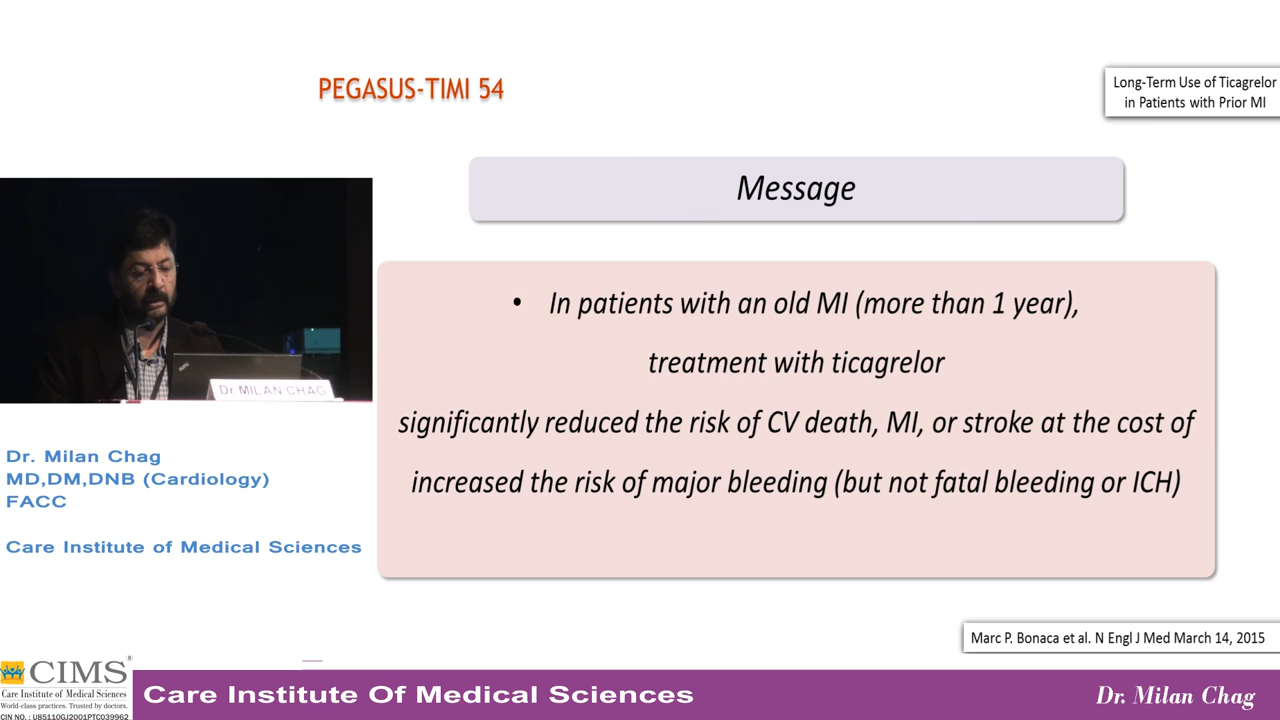 PEGASUS-TIMI 54
Long-Term Use of Ticagrelor
in Patients with Prior MI
Message
• In patients with an old MI (more than 1 year),
treatment with ticagrelor
significantly reduced the risk of CV death, MI, or stroke at the cost of
increased the risk of major bleeding (but not fatal bleeding or ICH)
Dr MILAN CHAG
Dr. Milan Chag
MD,DM,DNB (Cardiology)
FACC
Care Institute of Medical Sciences
Marc P. Bonaca et al. N Engl J Med March 14, 2015
CIMS®
Care Institute of Medical Sciences
World-class practices. Trusted by doctors.
CIN NO. : U85110GJ2001PTC039962
Care Institute Of Medical Sciences
Dr. Milan Chag